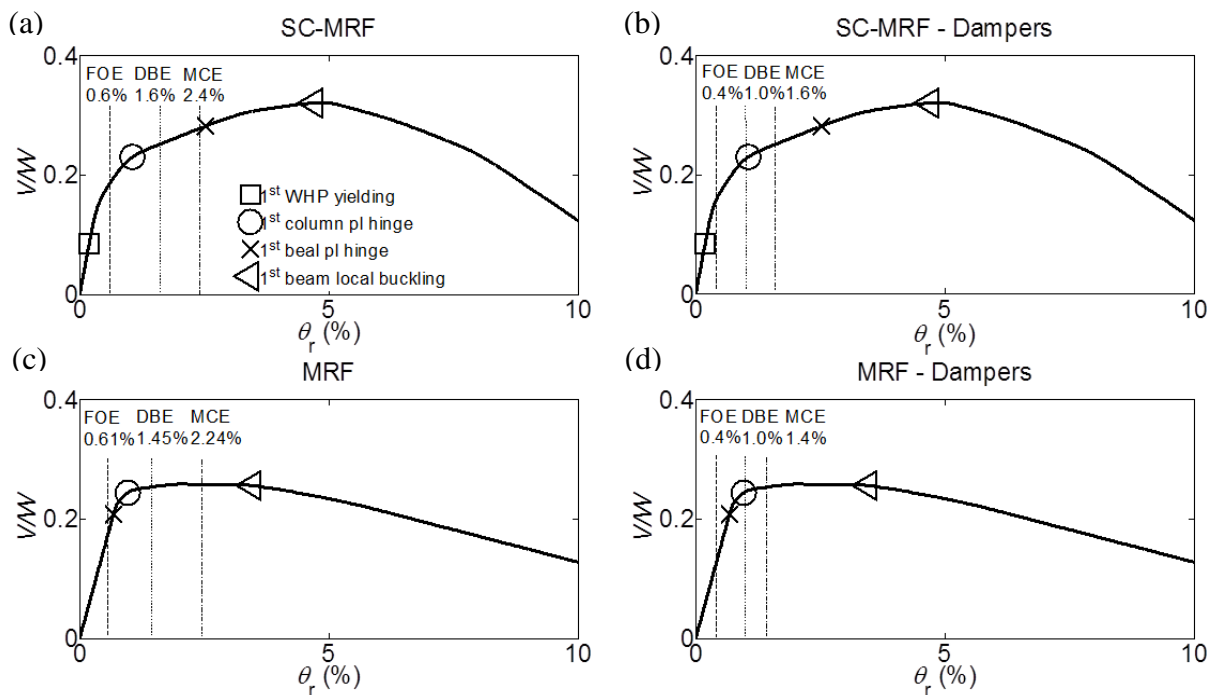 (a)
SC-MRF
0.4
FOE DBE MCE
0.6% 1.6% 2.4%
V/W
0.2
1st WHP yielding
1st column pl hinge
1st beal pl hinge
1st beam local buckling
0
0 5 10
θr (%)
(b)
SC-MRF - Dampers
0.4
FOE DBE MCE
0.4% 1.0% 1.6%
V/W
0.2
0
0 5 10
θr (%)
(c)
MRF
0.4
FOE DBE MCE
0.61% 1.45% 2.24%
V/W
0.2
0
0 5 10
θr (%)
(d)
MRF - Dampers
0.4
FOE DBE MCE
0.4% 1.0% 1.4%
V/W
0.2
0
0 5 10
θr (%)